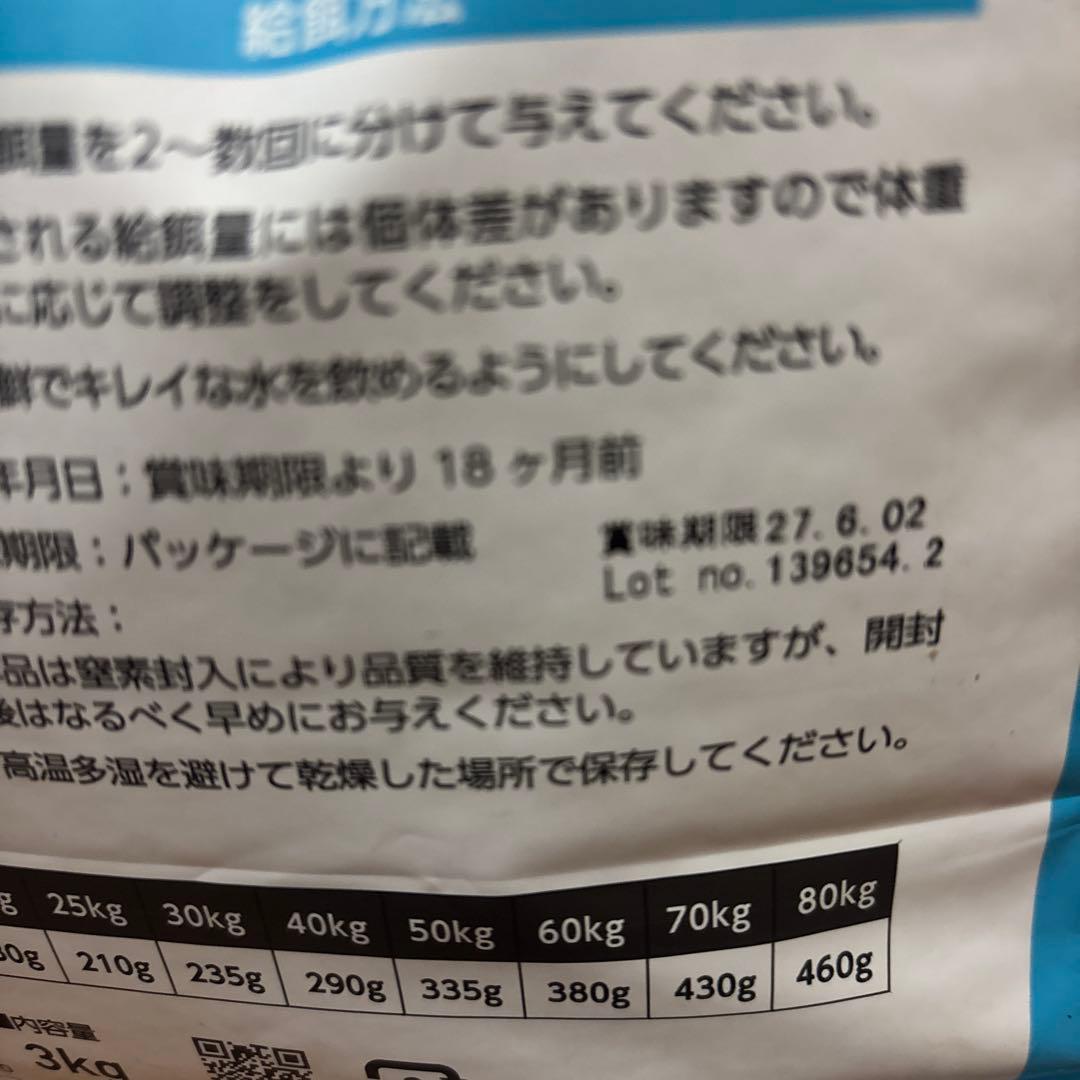 給餌方法
餌量を2～数回に分けて与えてください。
される給餌量には個体差がありますので体重
に応じて調整をしてください。
鮮でキレイな水を飲めるようにしてください。
年月日：賞味期限より 18 ヶ月前
期限：パッケージに記載
賞味期限27.6.02
Lot no.139654.2
存方法：
品は窒素封入により品質を維持していますが、開封
後はなるべく早めにお与えください。
高温多湿を避けて乾燥した場所で保存してください。
g 25kg 30kg 40kg 50kg 60kg 70kg 80kg
80g 210g 235g 290g 335g 380g 430g 460g
■内容量
3kg